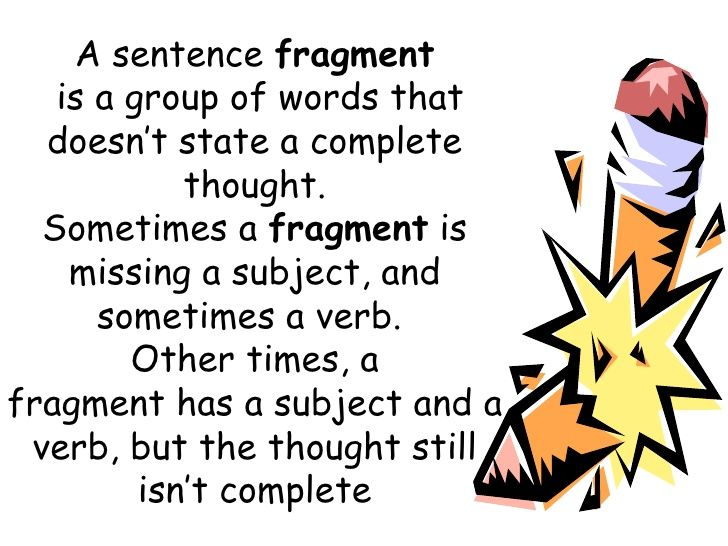 A sentence fragment
is a group of words that
doesn’t state a complete
thought.
Sometimes a fragment is
missing a subject, and
sometimes a verb.
Other times, a
fragment has a subject and a
verb, but the thought still
isn’t complete